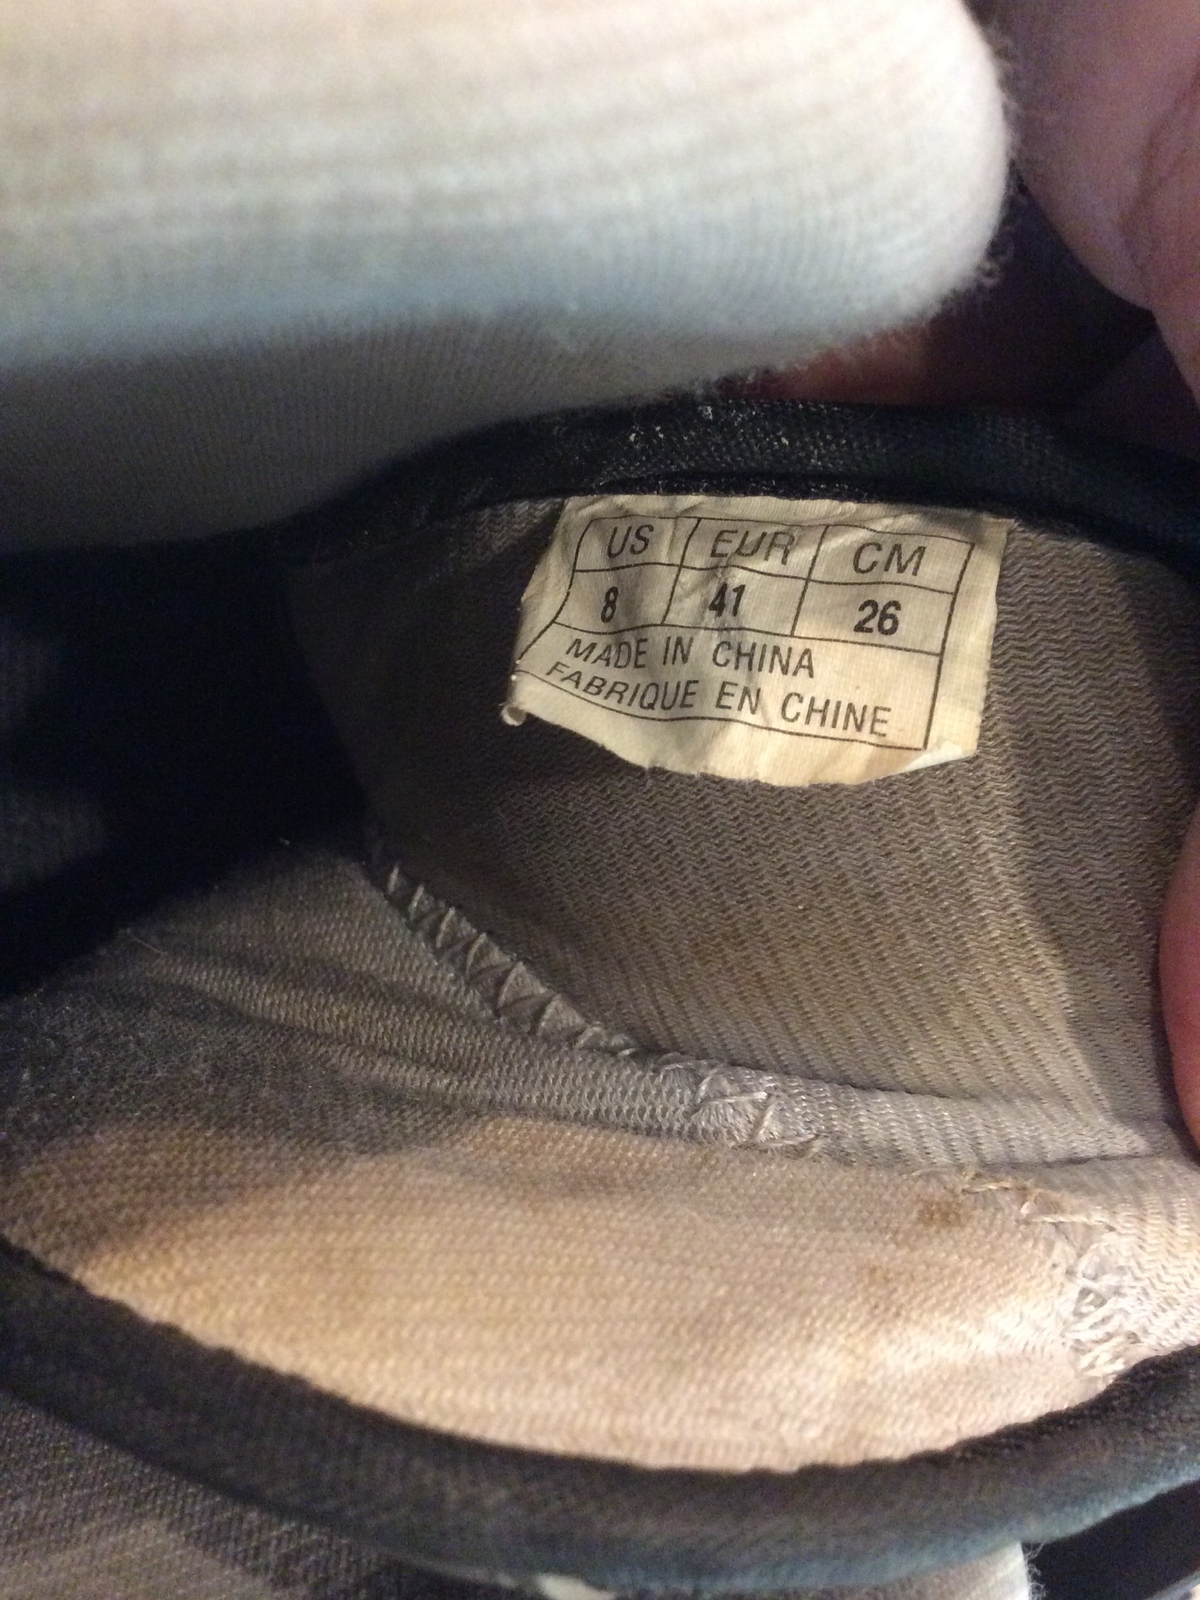 US EUR CM
8 41 26
MADE IN CHINA
FABRIQUE EN CHINE